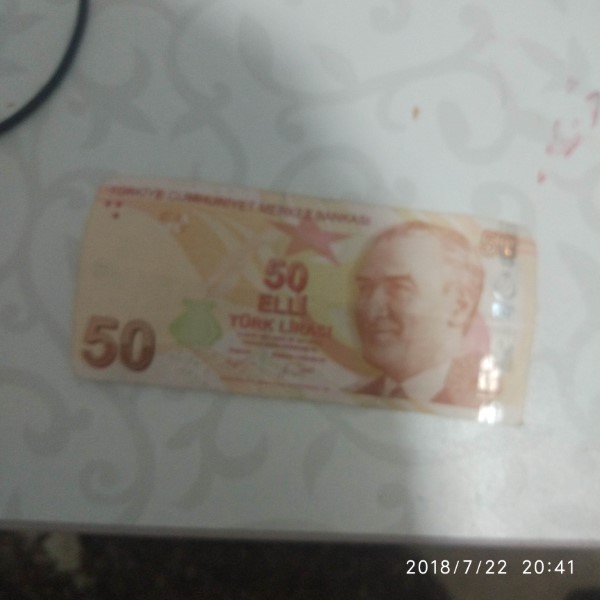 TÜRKİYE CUMHURİYET MERKEZ BANKASI
50
ELLİ
TÜRK LİRASI
50
2018/7/22 20:41